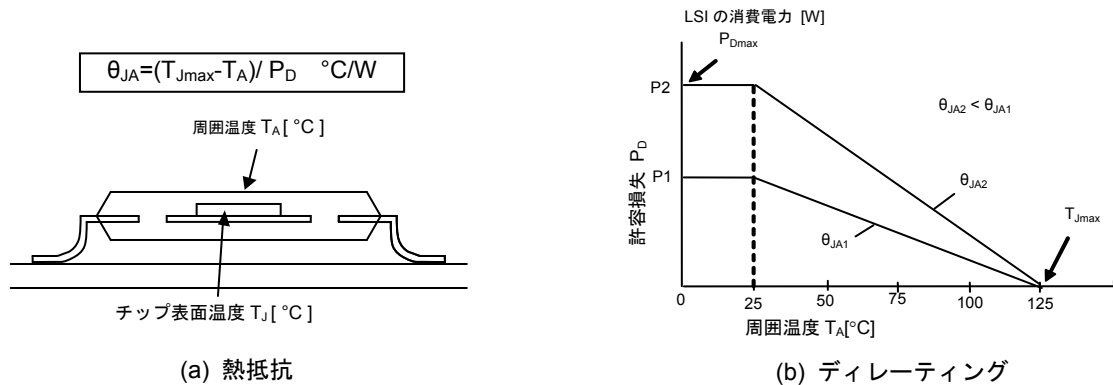 θJA=(TJmax-TA)/ PD °C/W
周囲温度 TA [ °C ]
チップ表面温度 TJ [ °C ]
(a) 熱抵抗
LSI の消費電力 [W]
PDmax
P2
θJA2 < θJA1
P1
許容損失 PD
θJA2
θJA1
TJmax
0 25 50 75 100 125
周囲温度 TA[°C]
(b) ディレーティング